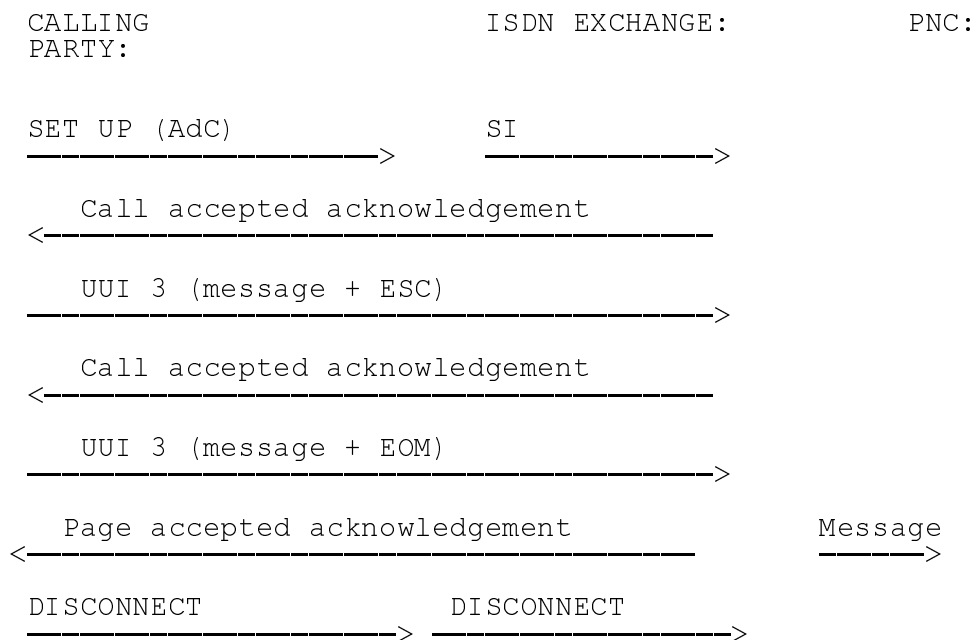 CALLING ISDN EXCHANGE: PNC:
PARTY:
SET UP (AdC) SI
Call accepted acknowledgement
UUI 3 (message + ESC)
Call accepted acknowledgement
UUI 3 (message + EOM)
Page accepted acknowledgement Message
DISCONNECT DISCONNECT